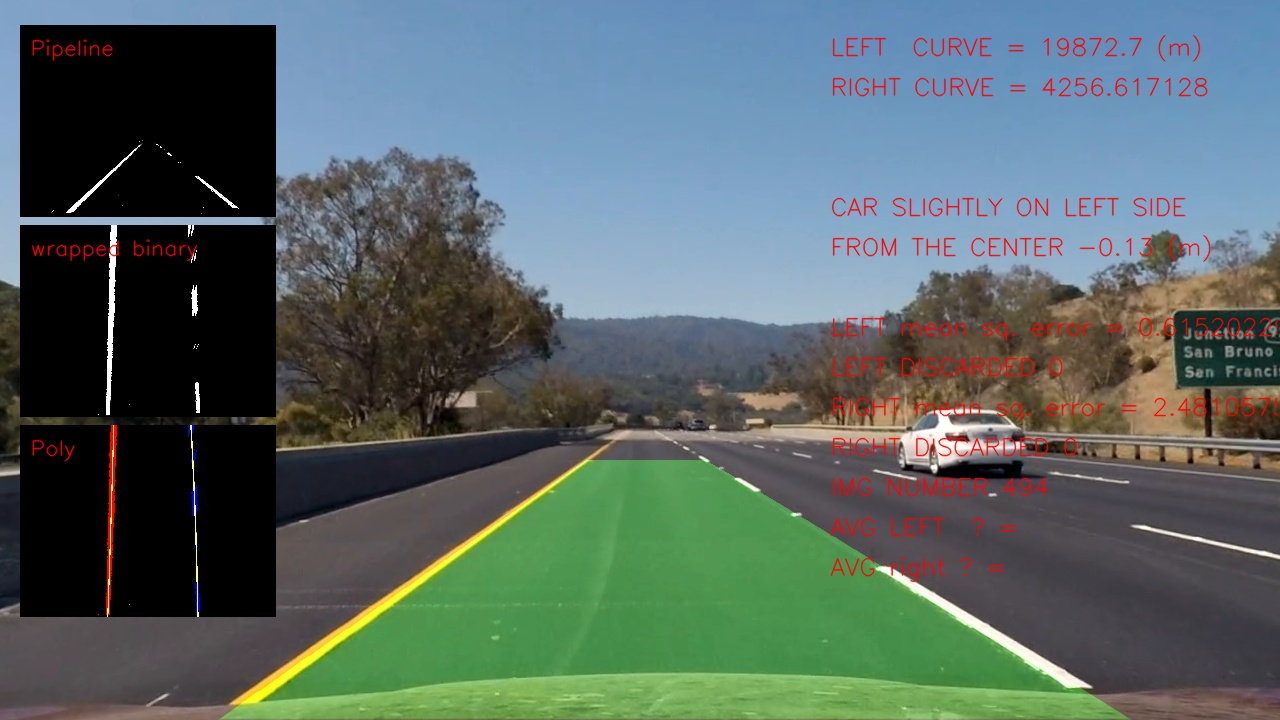 Pipeline
wrapped binary
Poly
LEFT CURVE = 19872.7 (m)
RIGHT CURVE = 4256.617128
CAR SLIGHTLY ON LEFT SIDE
FROM THE CENTER -0.13 (m)
LEFT mean sq. error = 0.6152022
LEFT DISCARDED 0
RIGHT mean sq. error = 2.481057
RIGHT DISCARDED 0
IMG NUMBER 494
AVG LEFT ? =
AVG right ? =
Junction
San Bruno
San Francis